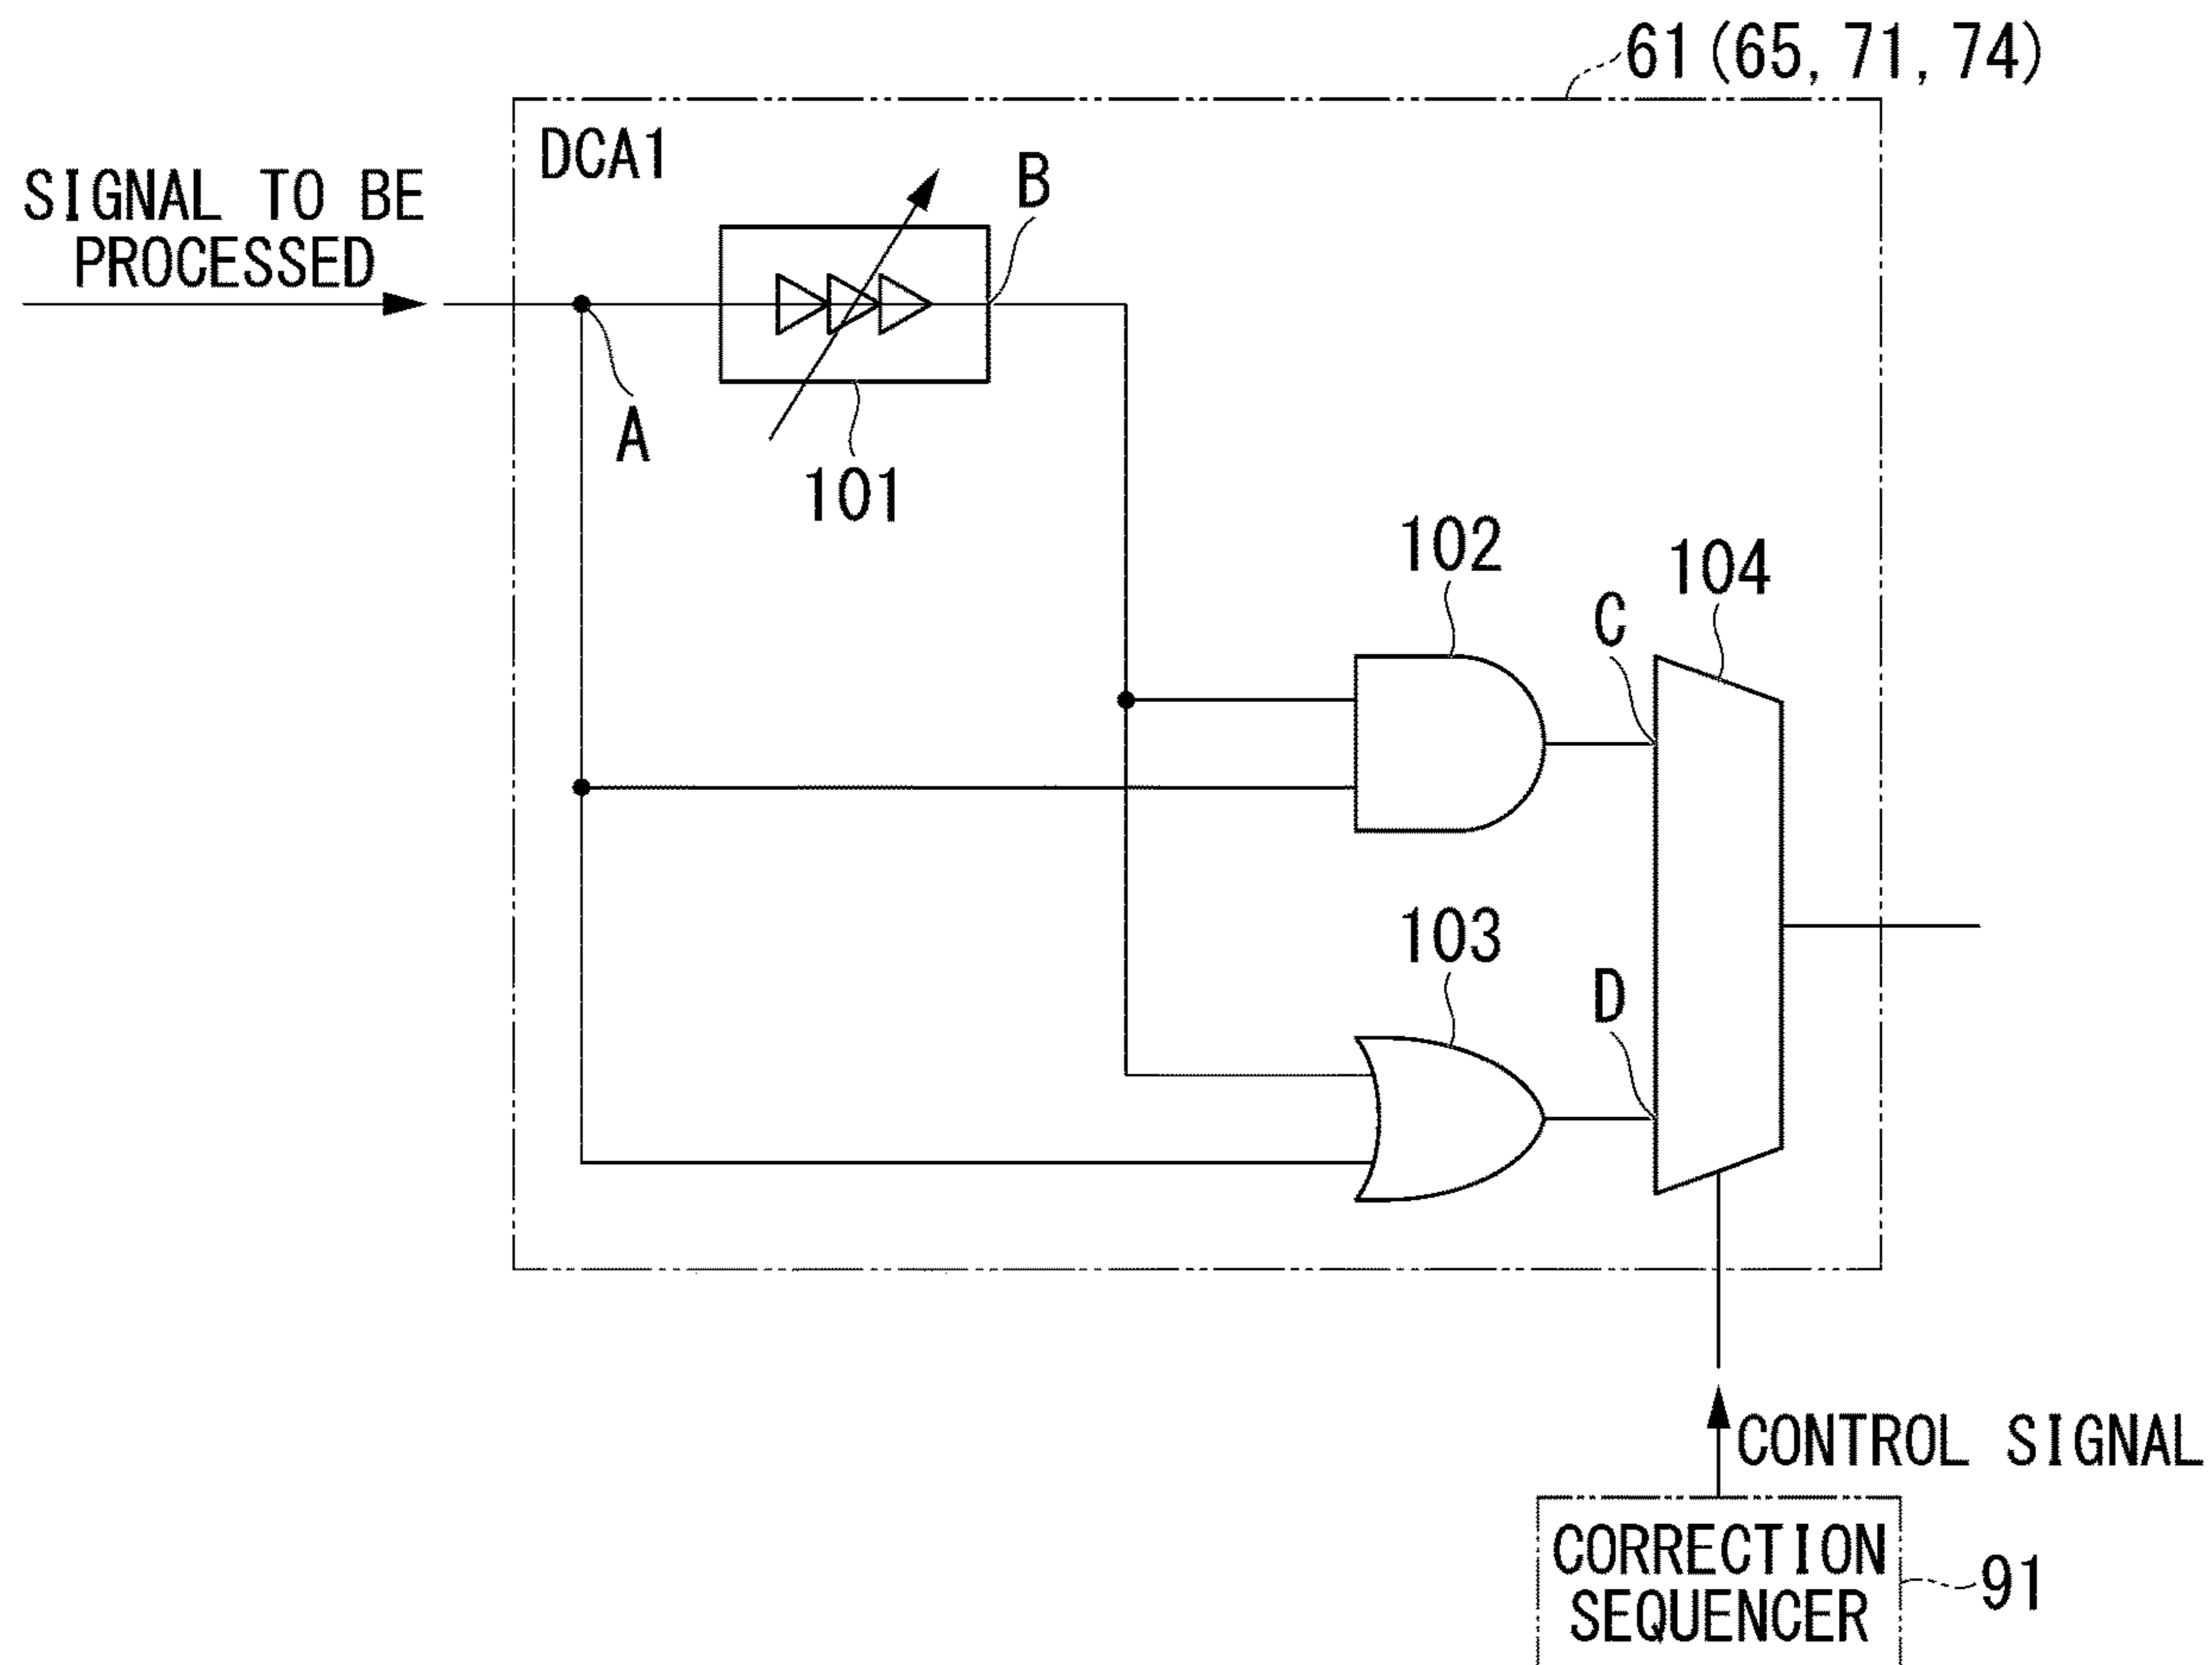 61(65, 71, 74)
DCA1
SIGNAL TO BE
PROCESSED
B
A
101
102
104
C
103
D
CONTROL SIGNAL
CORRECTION
SEQUENCER
91